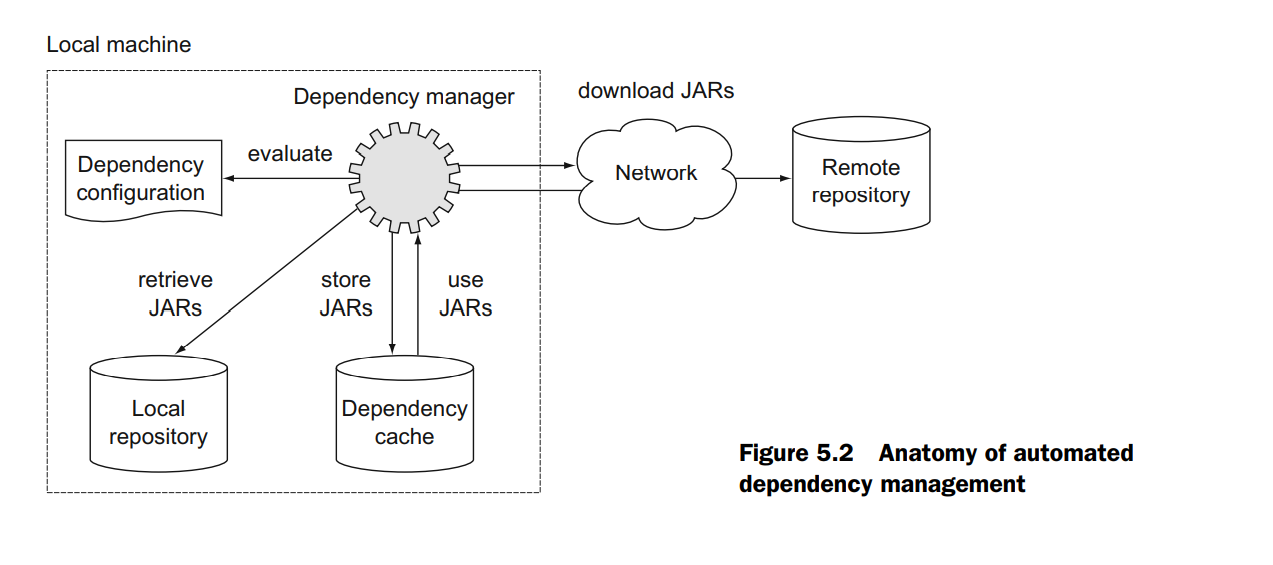 Local machine
Dependency manager
download JARs
Dependency
configuration
evaluate
Network
Remote
repository
retrieve
JARs
store
JARs
use
JARs
Local
repository
Dependency
cache
Figure 5.2 Anatomy of automated
dependency management